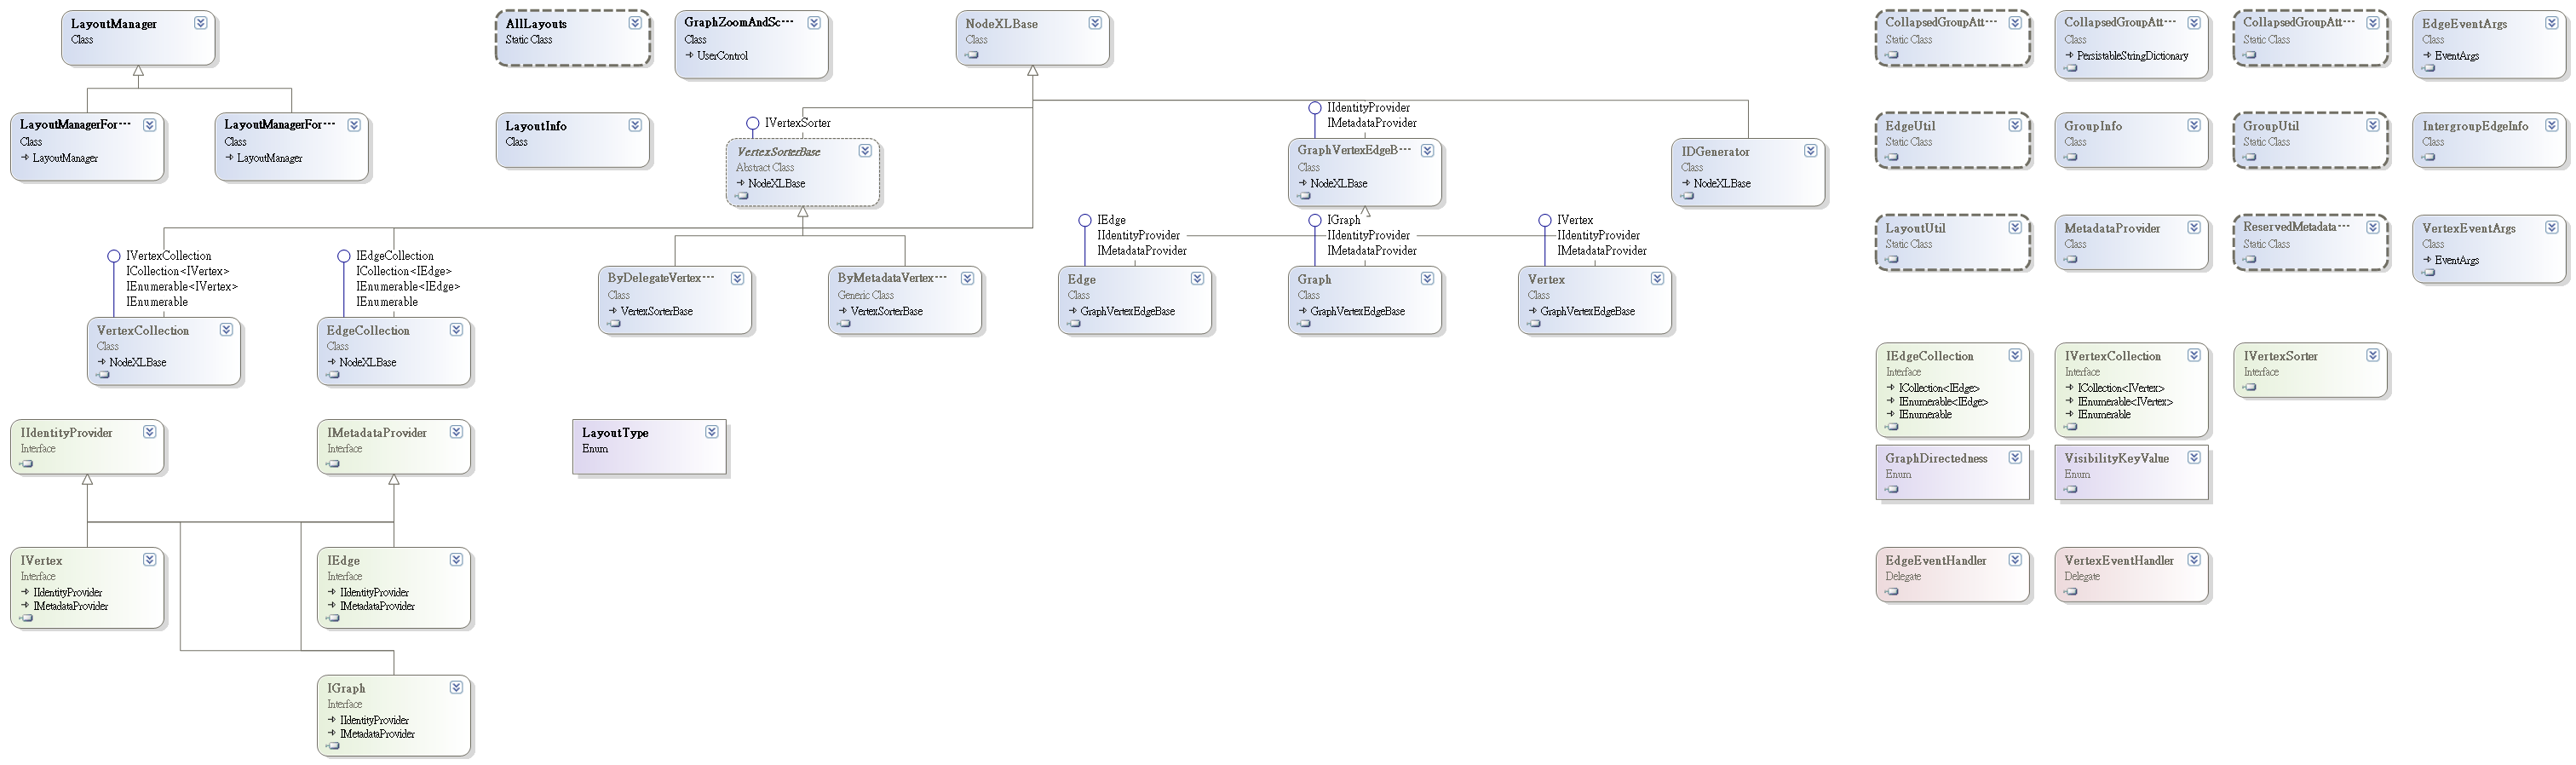 LayoutManager
Class
AllLayouts
Static Class
GraphZoomAndSc···
Class
UserControl
NodeXLBase
Class
CollapsedGroupAtt···
Static Class
CollapsedGroupAtt···
Class
PersistableStringDictionary
CollapsedGroupAtt···
Static Class
EdgeEventArgs
Class
EventArgs
LayoutManagerFor···
Class
LayoutManager
LayoutManagerFor···
Class
LayoutManager
LayoutInfo
Class
IVertexSorter
VertexSorterBase
Abstract Class
NodeXLBase
IIdentityProvider
IMetadataProvider
GraphVertexEdgeB···
Class
NodeXLBase
IDGenerator
Class
NodeXLBase
EdgeUtil
Static Class
GroupInfo
Class
GroupUtil
Static Class
IntergroupEdgeInfo
Class
IVertexCollection
ICollection<IVertex>
IEnumerable<IVertex>
IEnumerable
VertexCollection
Class
NodeXLBase
IEdgeCollection
ICollection<IEdge>
IEnumerable<IEdge>
IEnumerable
EdgeCollection
Class
NodeXLBase
ByDelegateVertex···
Class
VertexSorterBase
ByMetadataVertex···
Generic Class
VertexSorterBase
IEdge
IIdentityProvider
IMetadataProvider
Edge
Class
GraphVertexEdgeBase
IGraph
IIdentityProvider
IMetadataProvider
Graph
Class
GraphVertexEdgeBase
IVertex
IIdentityProvider
IMetadataProvider
Vertex
Class
GraphVertexEdgeBase
LayoutUtil
Static Class
MetadataProvider
Class
ReservedMetadata···
Static Class
VertexEventArgs
Class
EventArgs
IEdgeCollection
Interface
ICollection<IEdge>
IEnumerable<IEdge>
IEnumerable
IVertexCollection
Interface
ICollection<IVertex>
IEnumerable<IVertex>
IEnumerable
IVertexSorter
Interface
IIdentityProvider
Interface
IMetadataProvider
Interface
LayoutType
Enum
GraphDirectedness
Enum
VisibilityKeyValue
Enum
IVertex
Interface
IIdentityProvider
IMetadataProvider
IEdge
Interface
IIdentityProvider
IMetadataProvider
EdgeEventHandler
Delegate
VertexEventHandler
Delegate
IGraph
Interface
IIdentityProvider
IMetadataProvider